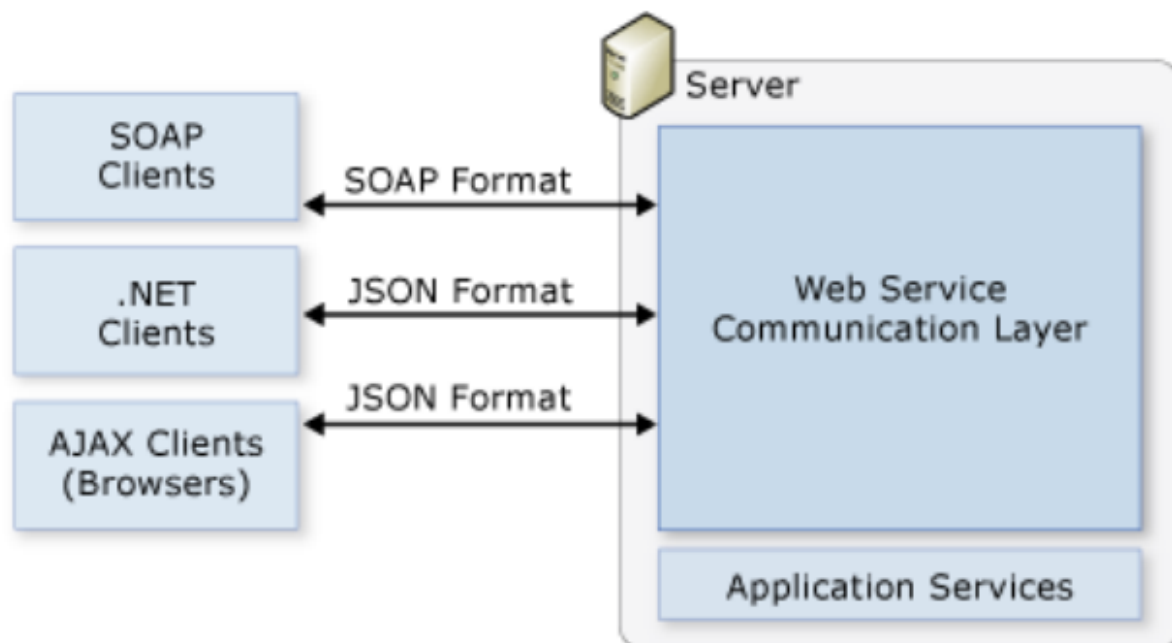 Server
SOAP
Clients
SOAP Format
.NET
Clients
JSON Format
AJAX Clients
(Browsers)
JSON Format
Web Service
Communication Layer
Application Services